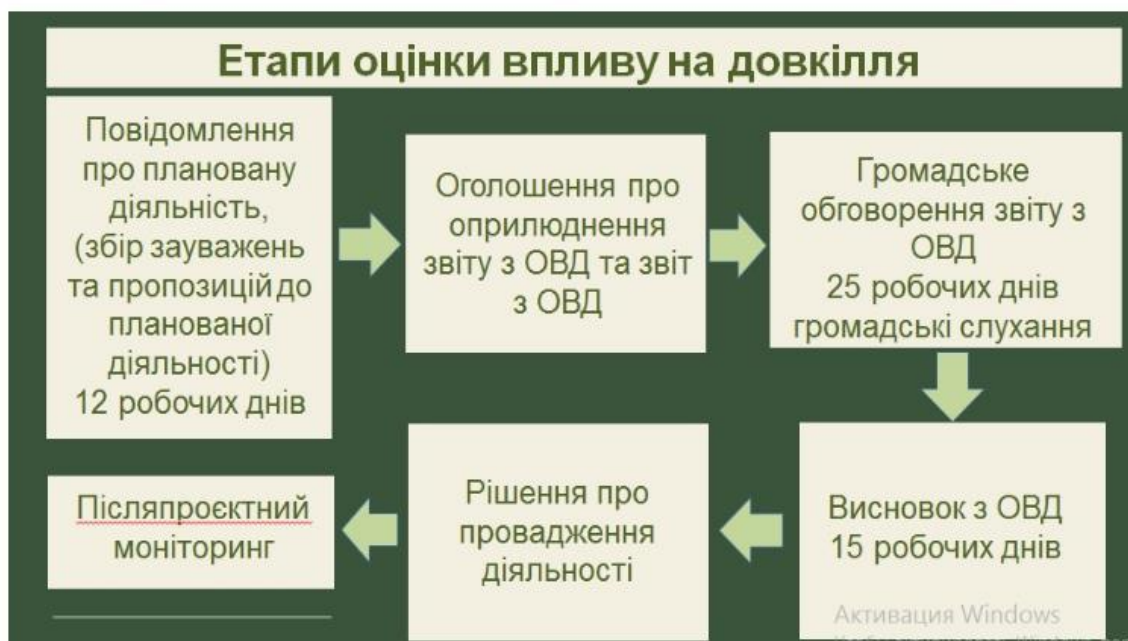 Етапи оцінки впливу на довкілля
Повідомлення
про плановану
діяльність,
(збір зауважень
та пропозицій до
планованої
діяльності)
12 робочих днів
Оголошення про
оприлюднення
звіту з ОВД та звіт
з ОВД
Громадське
обговорення звіту з
ОВД
25 робочих днів
громадські слухання
Висновок з ОВД
15 робочих днів
Рішення про
провадження
діяльності
Післяпроєктний
моніторинг
Активация Windows